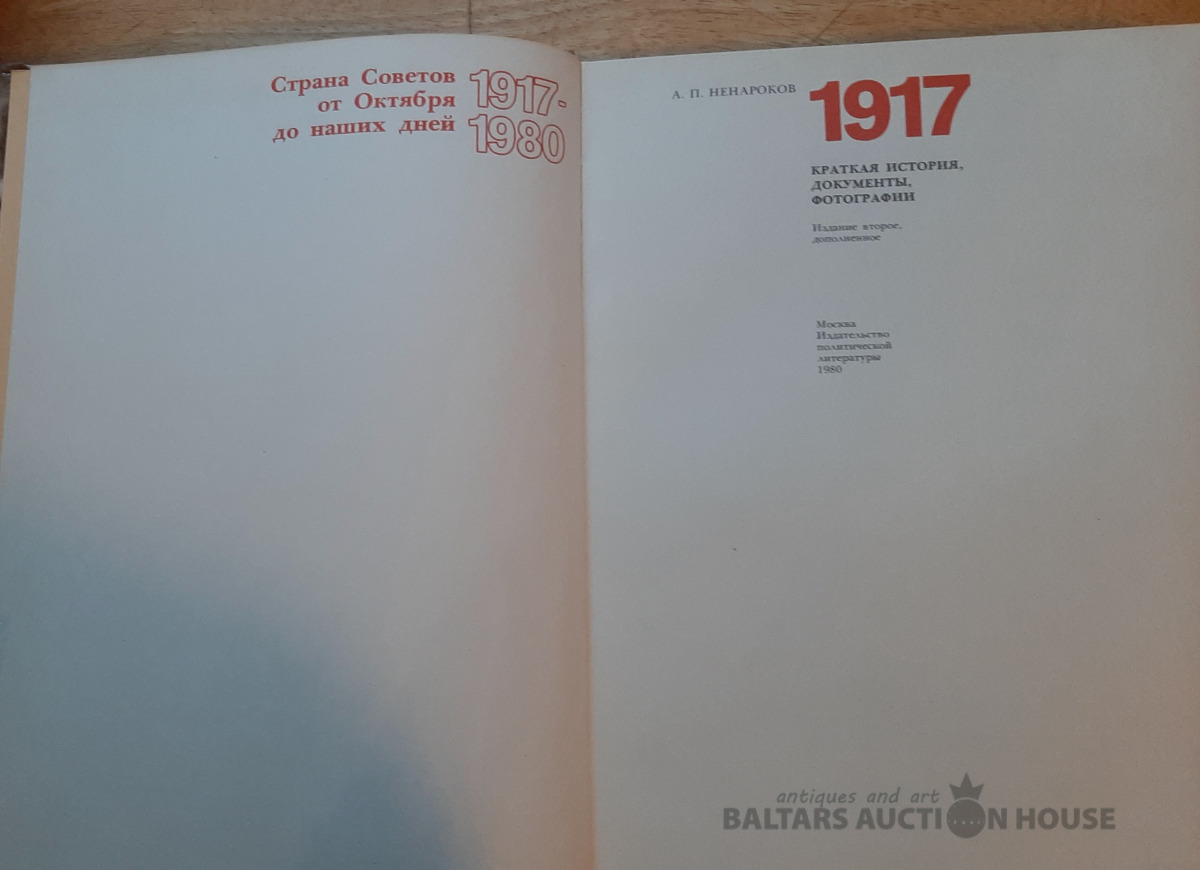 Страна Советов
от Октября
до наших дней
1917-
1980
А. П. НЕНАРОКОВ
1917
КРАТКАЯ ИСТОРИЯ,
ДОКУМЕНТЫ,
ФОТОГРАФИИ
Издание второе,
дополненное
Москва
Издательство
политической
литературы
1980
antiques and art
BALTARS AUCTION HOUSE